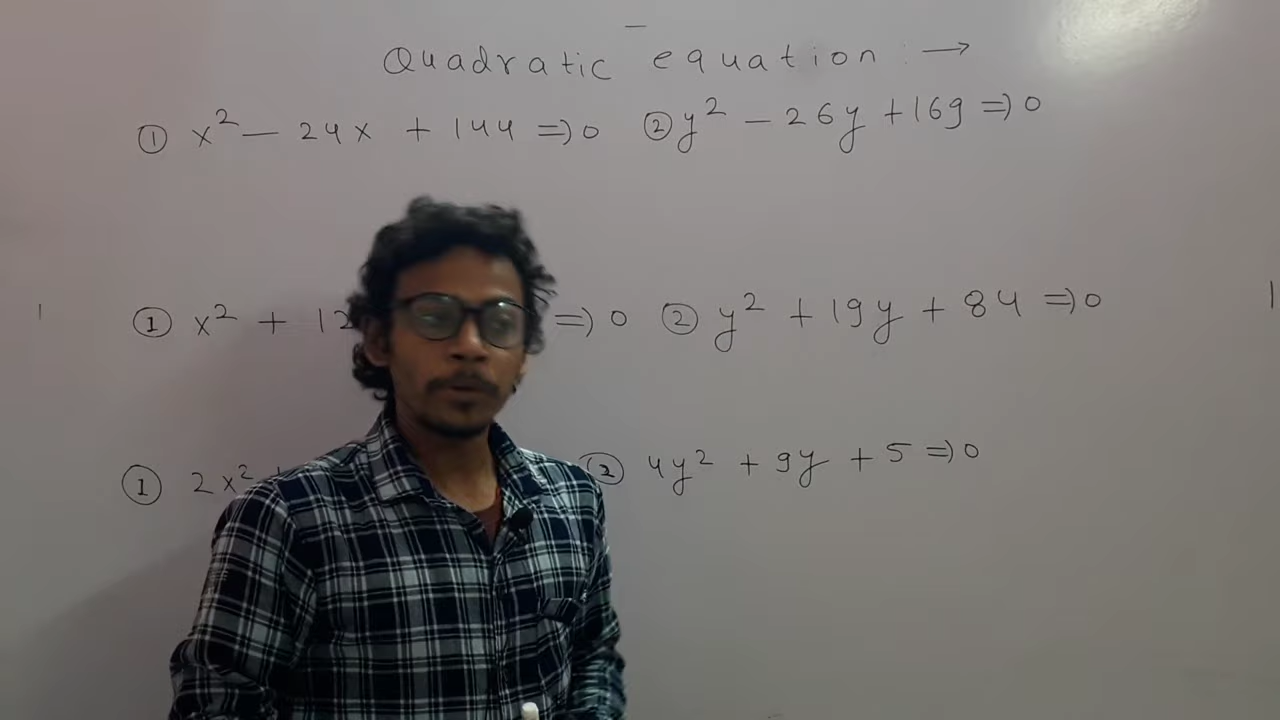 Quadratic equation : →
① x² − 24x + 144 => 0 ② y² − 26y + 169 => 0
① x² + 12 => 0 ② y² + 19y + 84 => 0
① 2x² + ② 4y² + 9y + 5 => 0